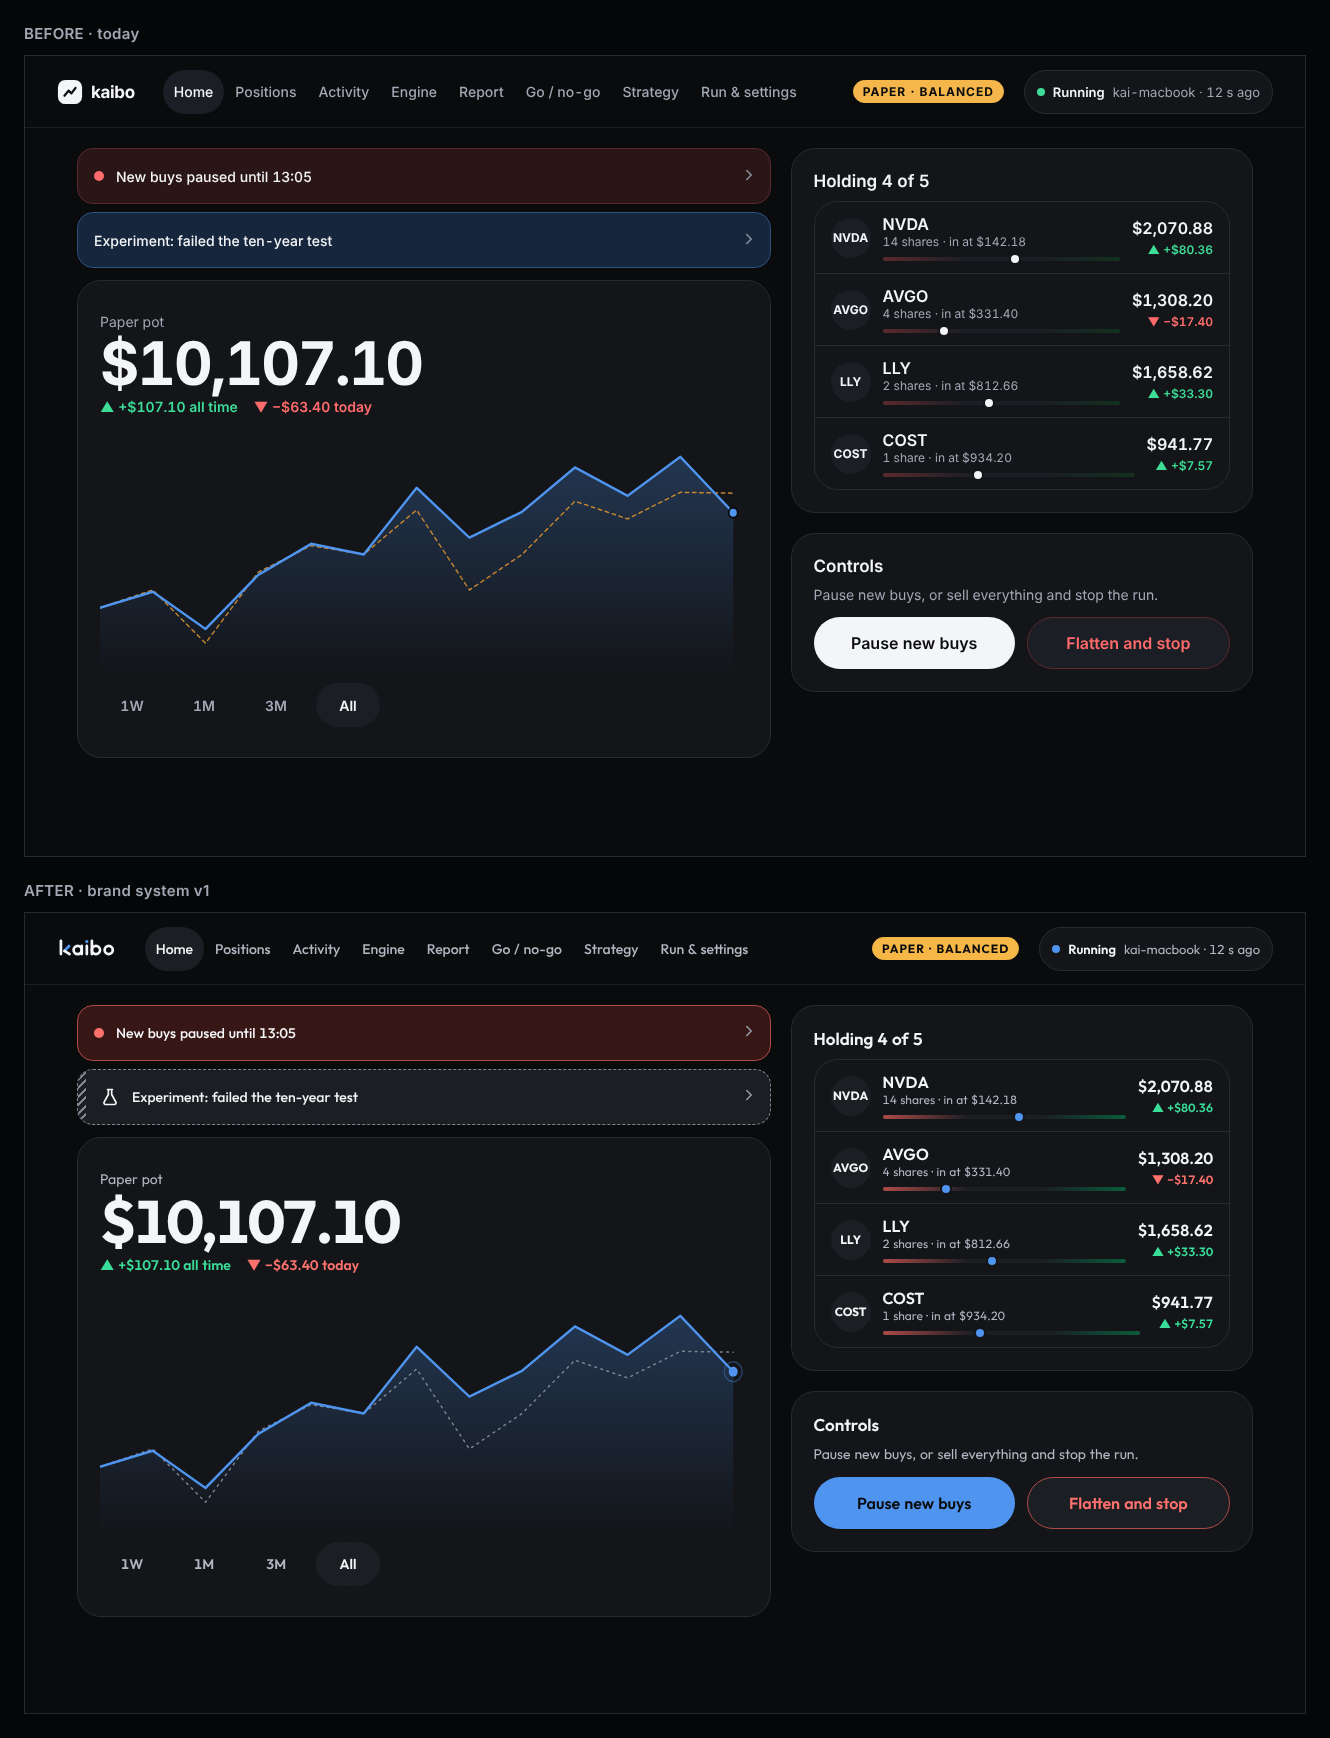 BEFORE · today
kaibo
Home
Positions
Activity
Engine
Report
Go / no-go
Strategy
Run & settings
PAPER · BALANCED
Running kai-macbook · 12 s ago
New buys paused until 13:05
Experiment: failed the ten-year test
Paper pot
$10,107.10
▲ +$107.10 all time ▼ −$63.40 today
1W
1M
3M
All
Holding 4 of 5
NVDA
NVDA
14 shares · in at $142.18
$2,070.88
▲ +$80.36
AVGO
AVGO
4 shares · in at $331.40
$1,308.20
▼ −$17.40
LLY
LLY
2 shares · in at $812.66
$1,658.62
▲ +$33.30
COST
COST
1 share · in at $934.20
$941.77
▲ +$7.57
Controls
Pause new buys, or sell everything and stop the run.
Pause new buys
Flatten and stop
AFTER · brand system v1
kaibo
Home
Positions
Activity
Engine
Report
Go / no-go
Strategy
Run & settings
PAPER · BALANCED
Running kai-macbook · 12 s ago
New buys paused until 13:05
Experiment: failed the ten-year test
Paper pot
$10,107.10
▲ +$107.10 all time ▼ −$63.40 today
1W
1M
3M
All
Holding 4 of 5
NVDA
NVDA
14 shares · in at $142.18
$2,070.88
▲ +$80.36
AVGO
AVGO
4 shares · in at $331.40
$1,308.20
▼ −$17.40
LLY
LLY
2 shares · in at $812.66
$1,658.62
▲ +$33.30
COST
COST
1 share · in at $934.20
$941.77
▲ +$7.57
Controls
Pause new buys, or sell everything and stop the run.
Pause new buys
Flatten and stop